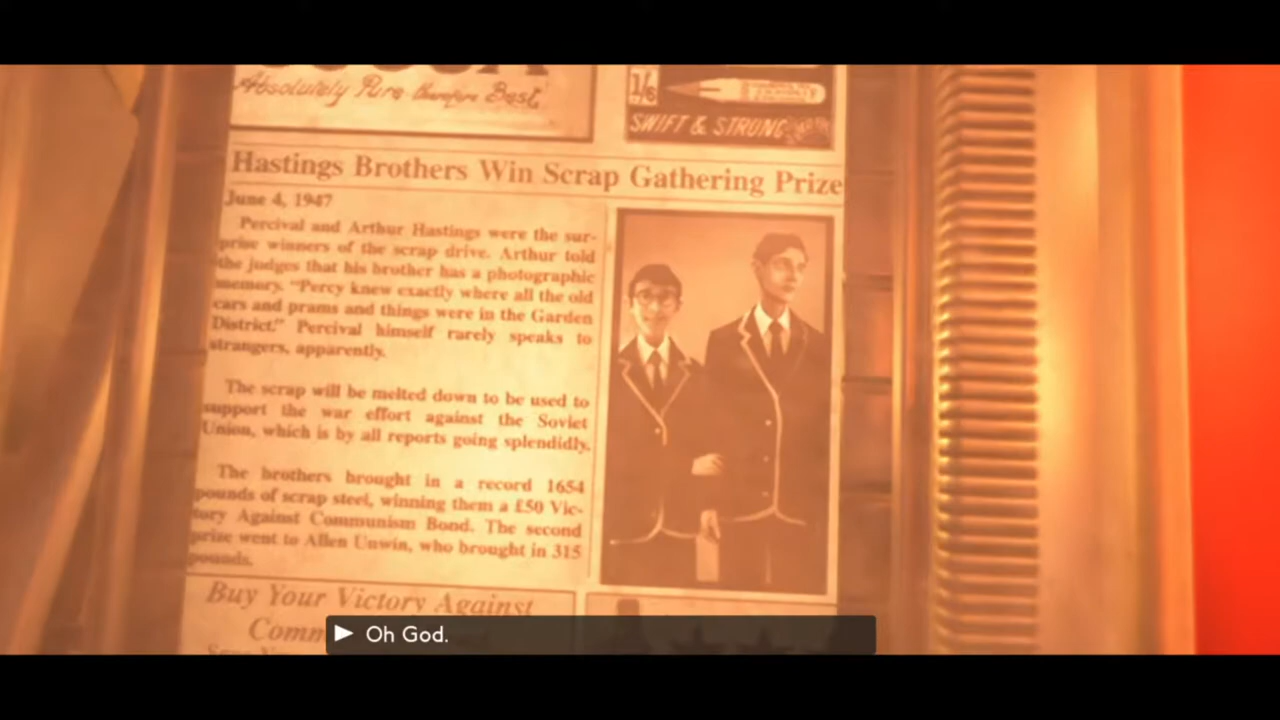 Absolutely Pure therefore Best
1/6
SWIFT & STRONG
Hastings Brothers Win Scrap Gathering Prize
June 4, 1947
Percival and Arthur Hastings were the sur-
prise winners of the scrap drive. Arthur told
the judges that his brother has a photographic
memory. "Percy knew exactly where all the old
cars and prams and things were in the Garden
District." Percival himself rarely speaks to
strangers, apparently.
The scrap will be melted down to be used to
support the war effort against the Soviet
Union, which is by all reports going splendidly.
The brothers brought in a record 1654
pounds of scrap steel, winning them a £50 Vic-
tory Against Communism Bond. The second
prize went to Allen Unwin, who brought in 315
pounds.
Buy Your Victory Against
Comm
Oh God.